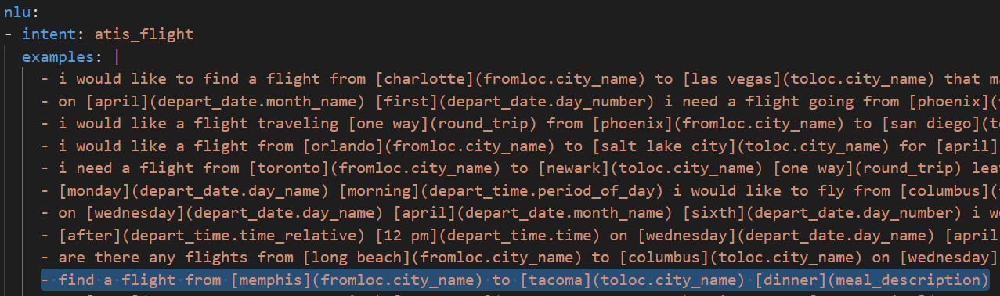 nlu:
- intent: atis_flight
examples: |
- i would like to find a flight from [charlotte](fromloc.city_name) to [las vegas](toloc.city_name) that
- on [april](depart_date.month_name) [first](depart_date.day_number) i need a flight going from [phoenix](
- i would like a flight traveling [one way](round_trip) from [phoenix](fromloc.city_name) to [san diego](
- i would like a flight from [orlando](fromloc.city_name) to [salt lake city](toloc.city_name) for [april]
- i need a flight from [toronto](fromloc.city_name) to [newark](toloc.city_name) [one way](round_trip)
- [monday](depart_date.day_name) [morning](depart_time.period_of_day) i would like to fly from [columbus](
- on [wednesday](depart_date.day_name) [april](depart_date.month_name) [sixth](depart_date.day_number) i
- [after](depart_time.time_relative) [12 pm](depart_time.time) on [wednesday](depart_date.day_name) [april
- are there any flights from [long beach](fromloc.city_name) to [columbus](toloc.city_name) on [wednesday]
- find a flight from [memphis](fromloc.city_name) to [tacoma](toloc.city_name) [dinner](meal_description)